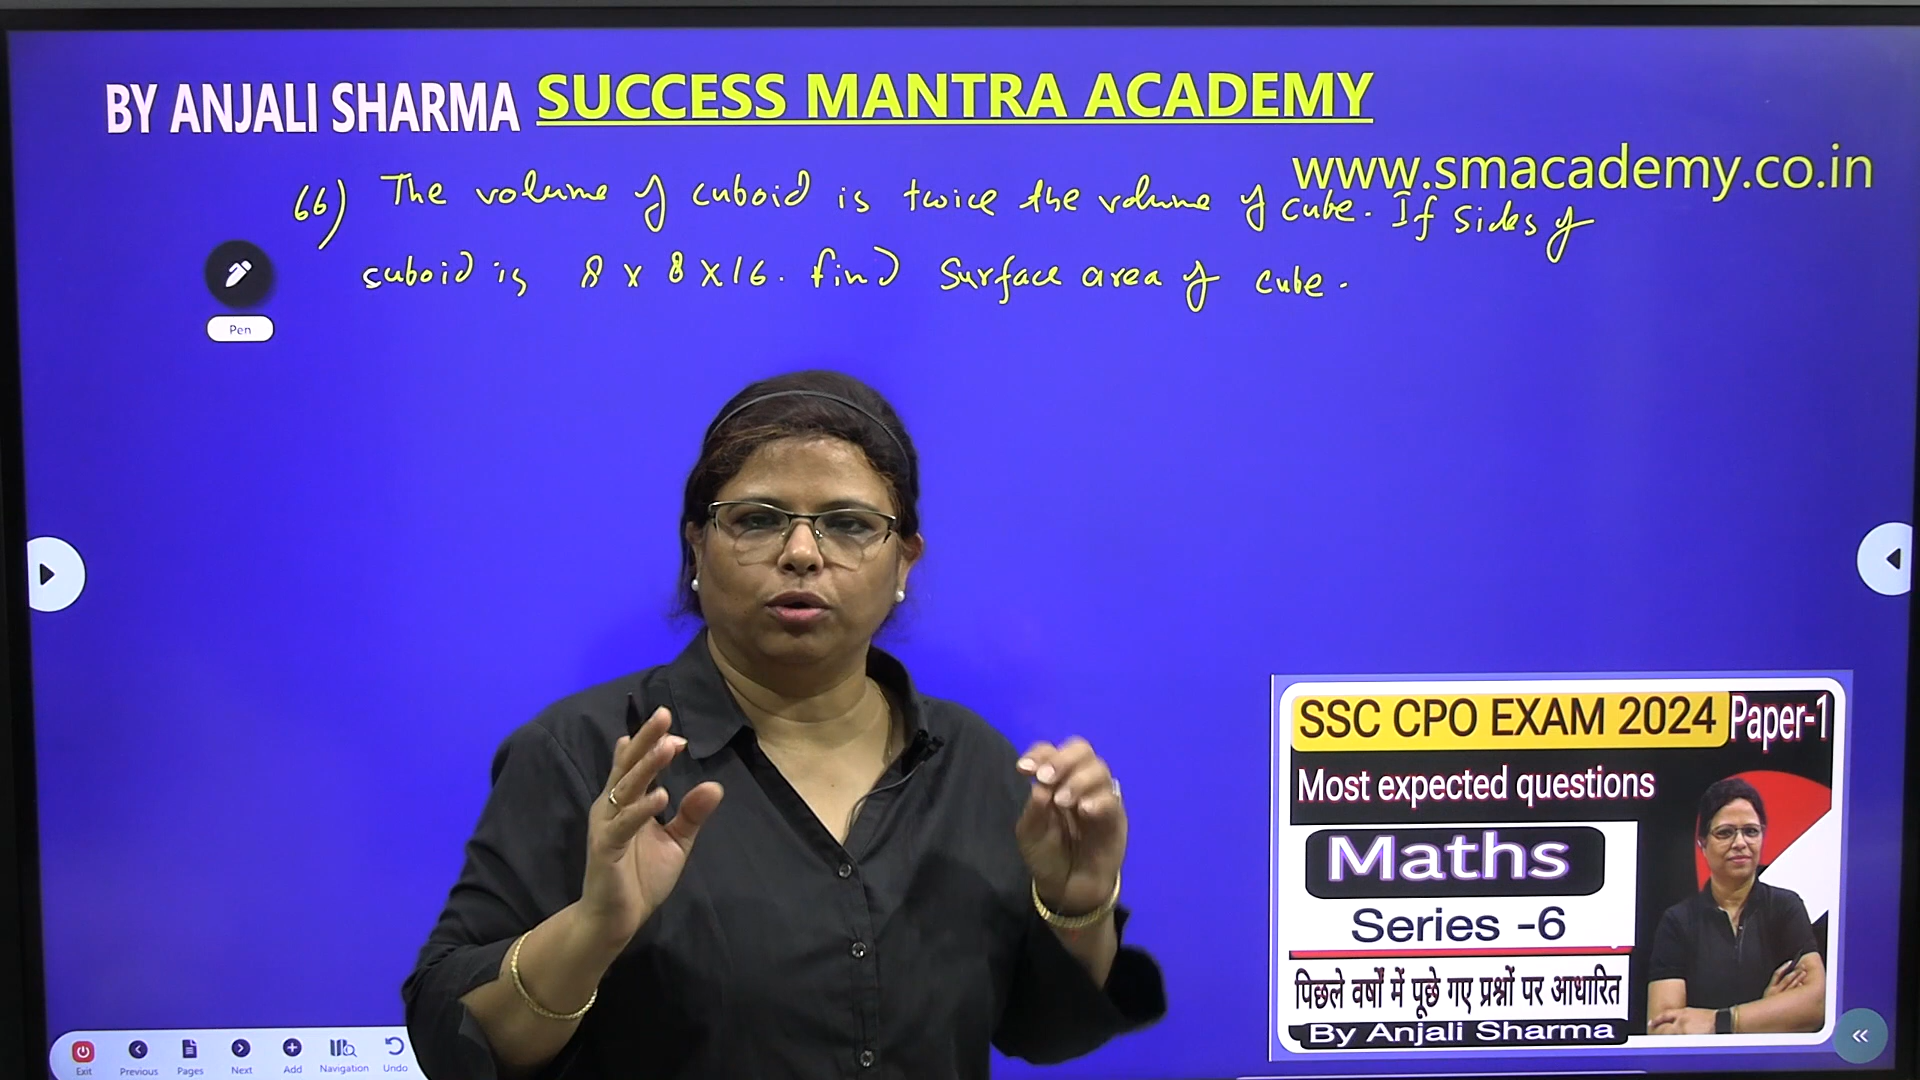 BY ANJALI SHARMA SUCCESS MANTRA ACADEMY
www.smacademy.co.in
66) The volume of cuboid is twice the volume of cube. If sides of
cuboid is 8 x 8 x 16. find surface area of cube.
Pen
SSC CPO EXAM 2024 Paper-1
Most expected questions
Maths
Series -6
पिछले वर्षों में पूछे गए प्रश्नों पर आधारित
By Anjali Sharma
Exit Previous Pages Next Add Navigation Undo